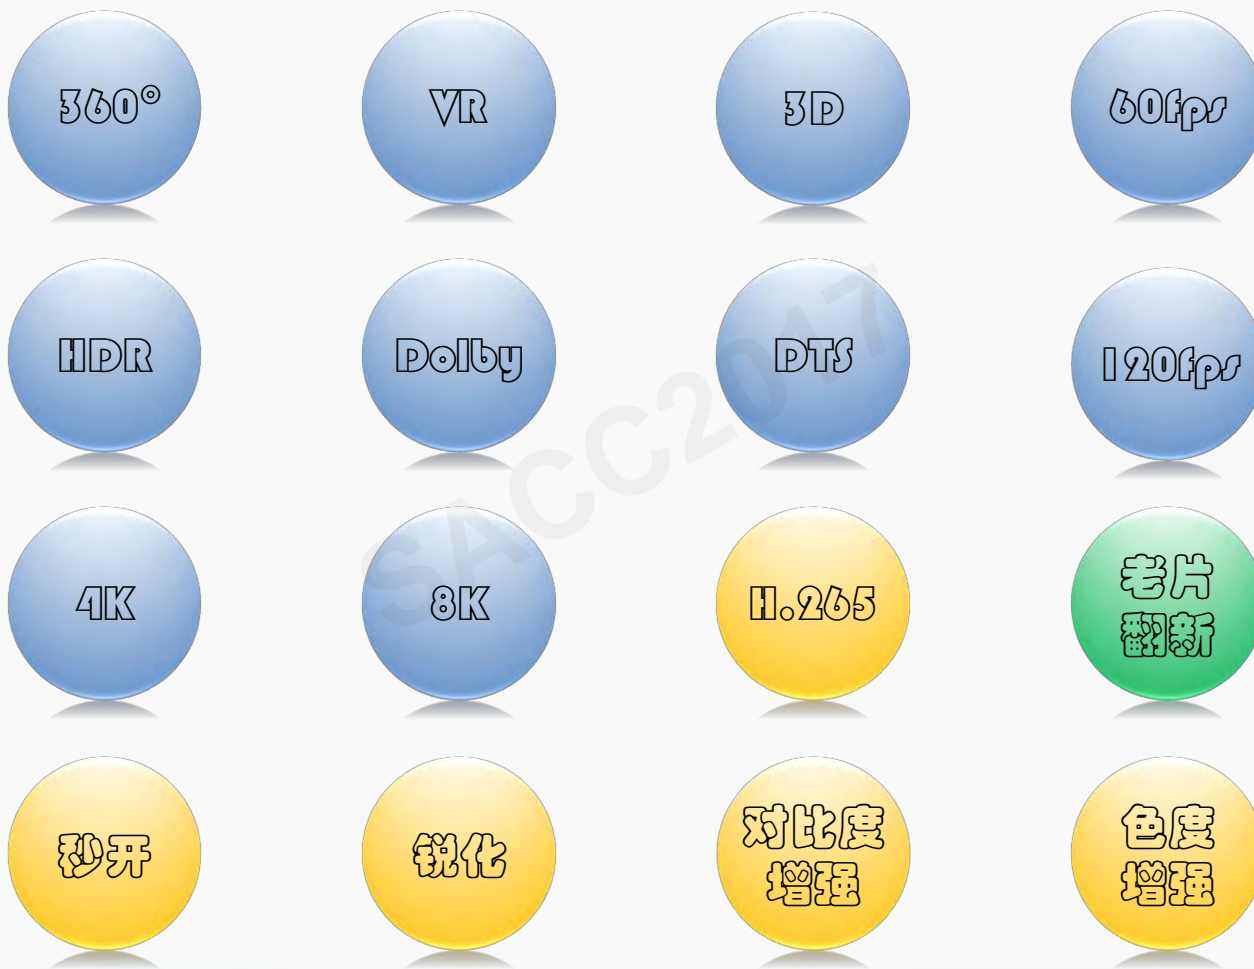 360°
VR
3D
60fps
HDR
Dolby
DTS
120fps
4K
8K
H.265
老片
翻新
秒开
锐化
对比度
增强
色度
增强
SACC2017